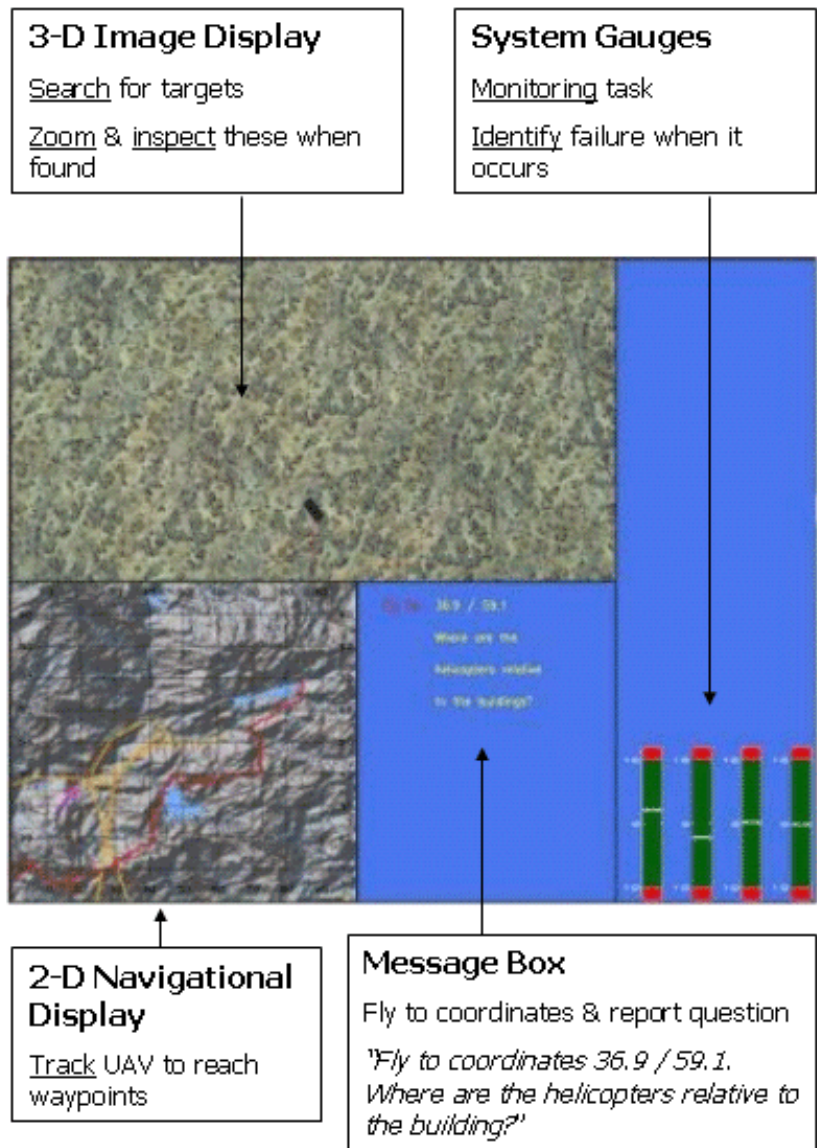 3-D Image Display
Search for targets
Zoom & inspect these when
found
System Gauges
Monitoring task
Identify failure when it
occurs
36.9 / 59.1
Where are the
helicopters relative
to the buildings?
2-D Navigational
Display
Track UAV to reach
waypoints
Message Box
Fly to coordinates & report question
"Fly to coordinates 36.9 / 59.1.
Where are the helicopters relative to
the building?"